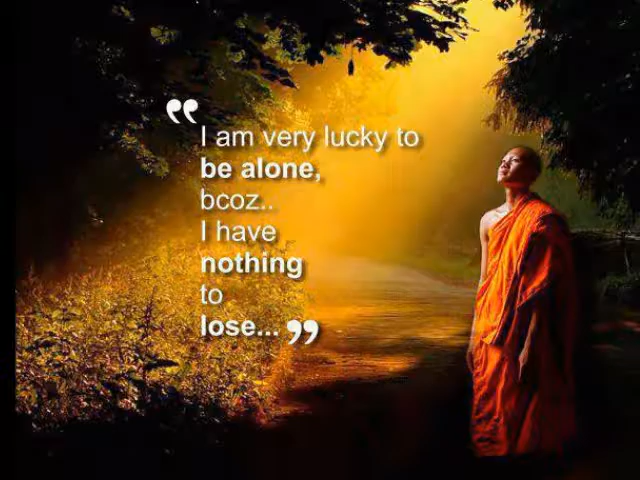 “I am very lucky to
be alone,
bcoz..
I have
nothing
to
lose...”